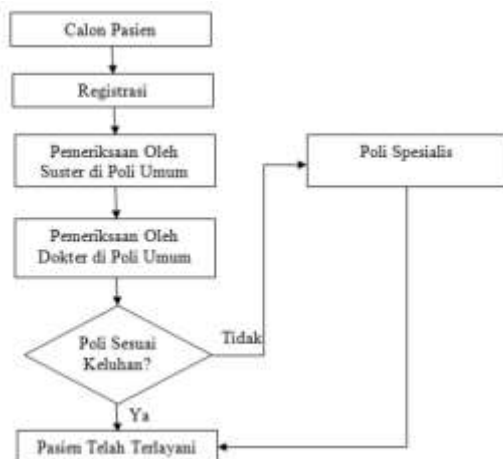 Calon Pasien
Registrasi
Pemeriksaan Oleh
Suster di Poli Umum
Poli Spesialis
Pemeriksaan Oleh
Dokter di Poli Umum
Poli Sesuai
Keluhan?
Tidak
Ya
Pasien Telah Terlayani